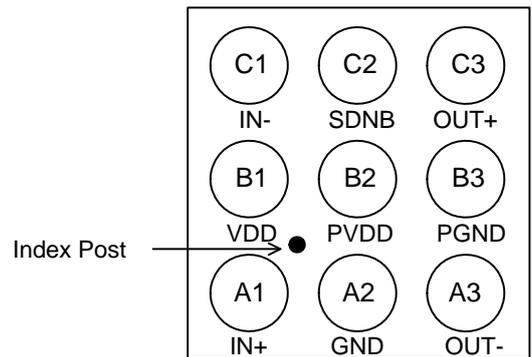 C1 C2 C3
IN- SDNB OUT+
B1 B2 B3
VDD PVDD PGND
Index Post
A1 A2 A3
IN+ GND OUT-